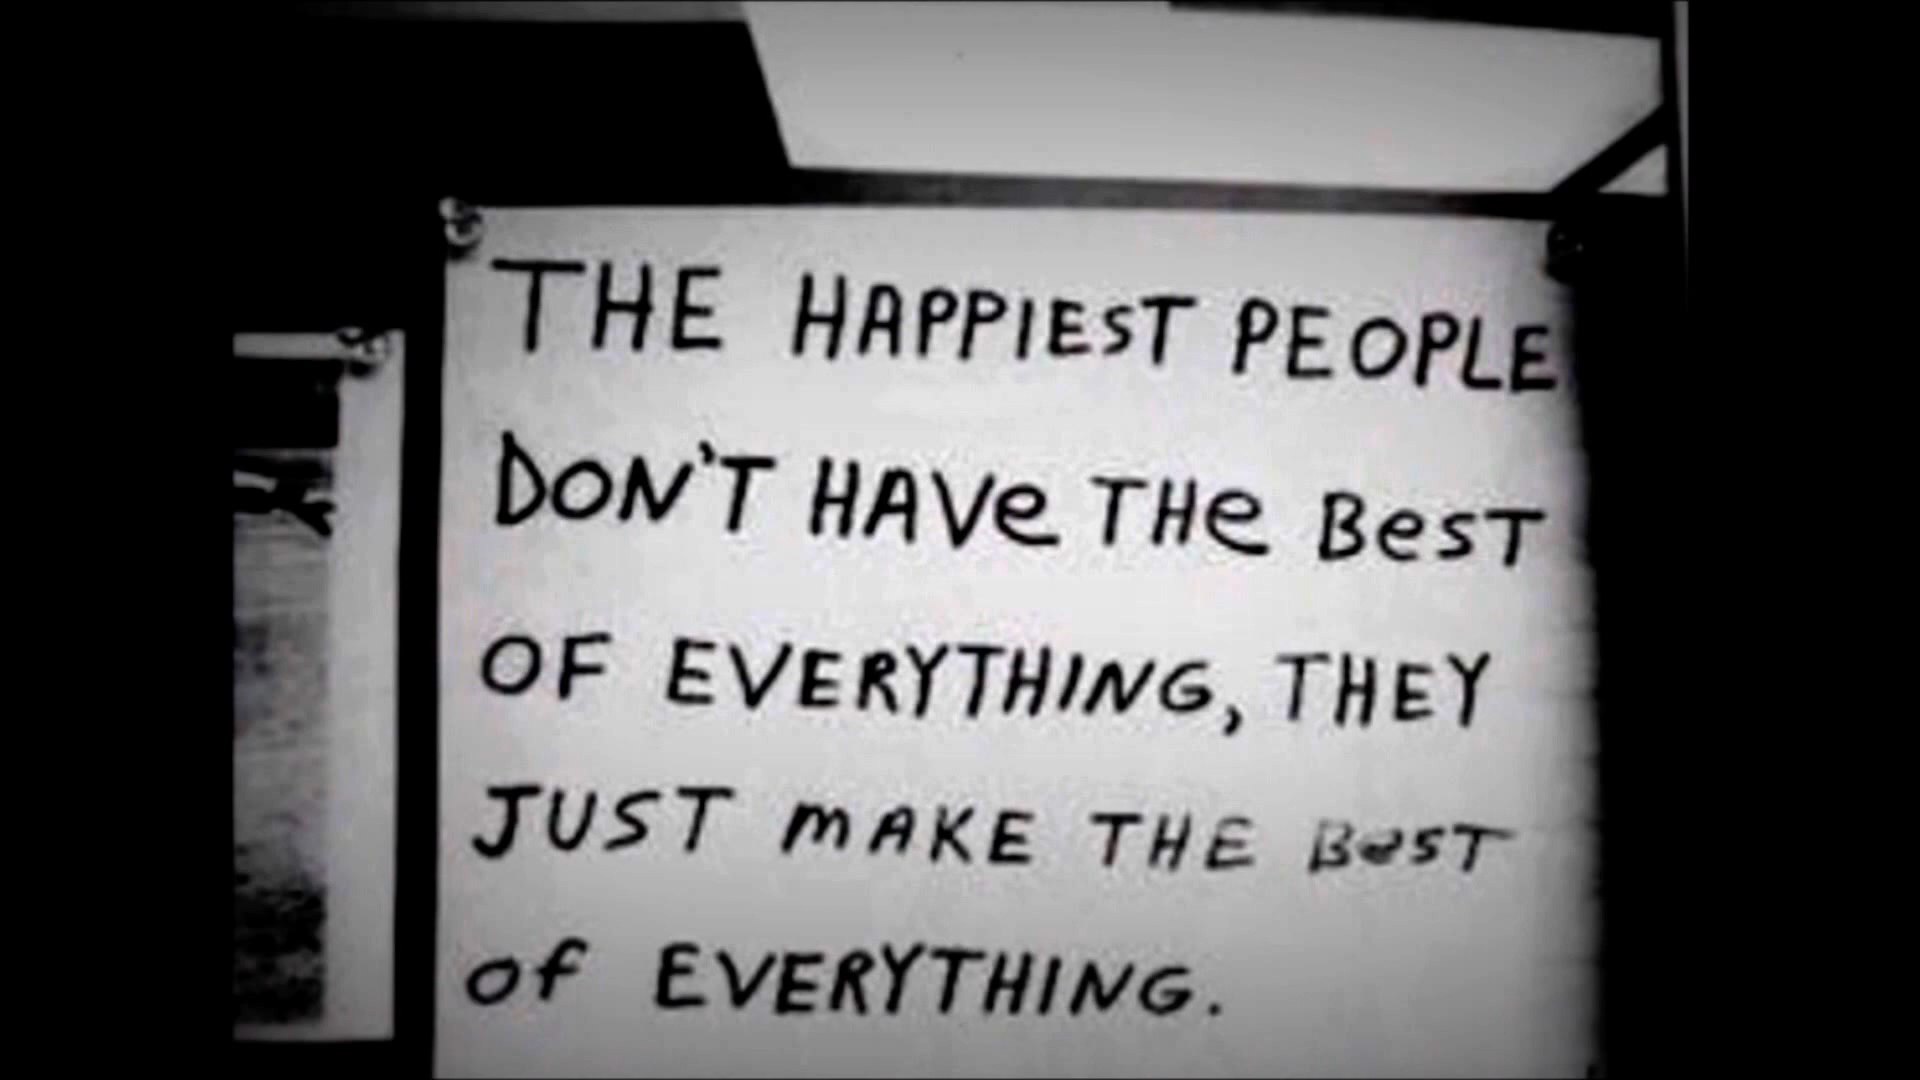 THE HAPPIEST PEOPLE
DON'T HAVe THe BesT
OF EVERYTHING, THEY
JUST mAKE THE BesT
of EVERYTHING.